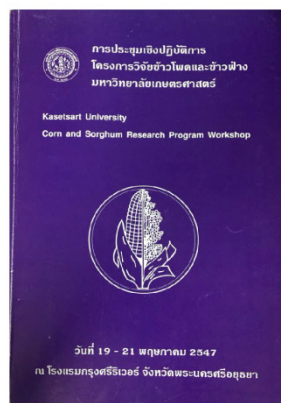 การประชุมเชิงปฏิบัติการ
โครงการวิจัยข้าวโพดและข้าวฟ่าง
มหาวิทยาลัยเกษตรศาสตร์
Kasetsart University
Corn and Sorghum Research Program Workshop
วันที่ 19 - 21 พฤษภาคม 2547
ณ โรงแรมกรุงศรีริเวอร์ จังหวัดพระนครศรีอยุธยา